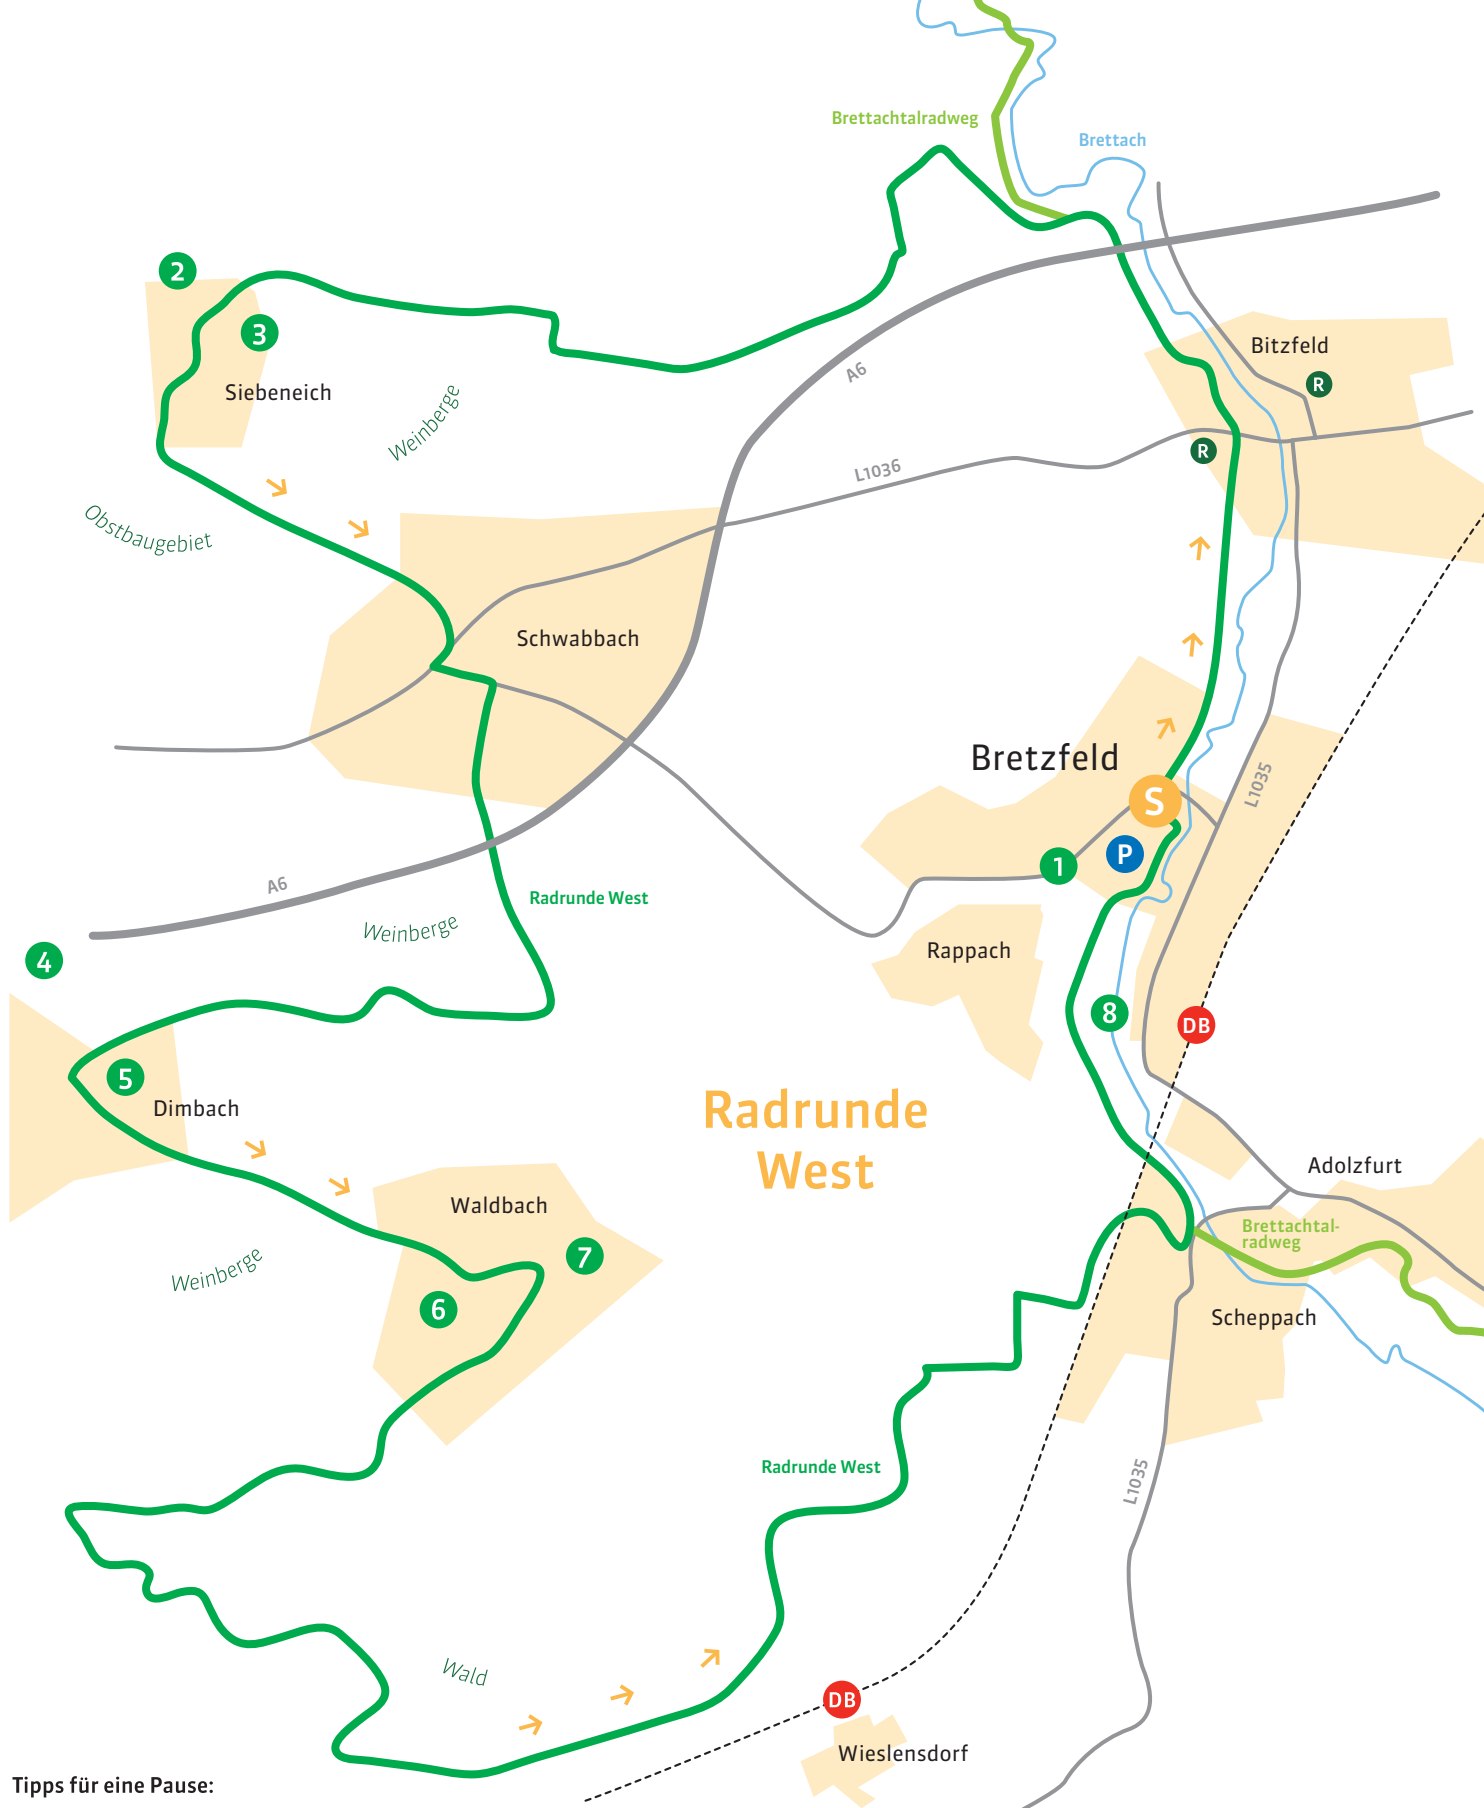 Brettachtalradweg
Brettach
2
3
Siebeneich
Weinberge
Bitzfeld
R
A6
L1036
R
Obstbaugebiet
Schwabbach
Bretzfeld
S
L1035
P
1
A6
Radrunde West
Weinberge
Rappach
4
8
DB
5
Dimbach
Radrunde
West
Adolzfurt
Waldbach
Brettachtal-
radweg
7
Weinberge
6
Scheppach
Radrunde West
L1035
Wald
DB
Wieslensdorf
Tipps für eine Pause: